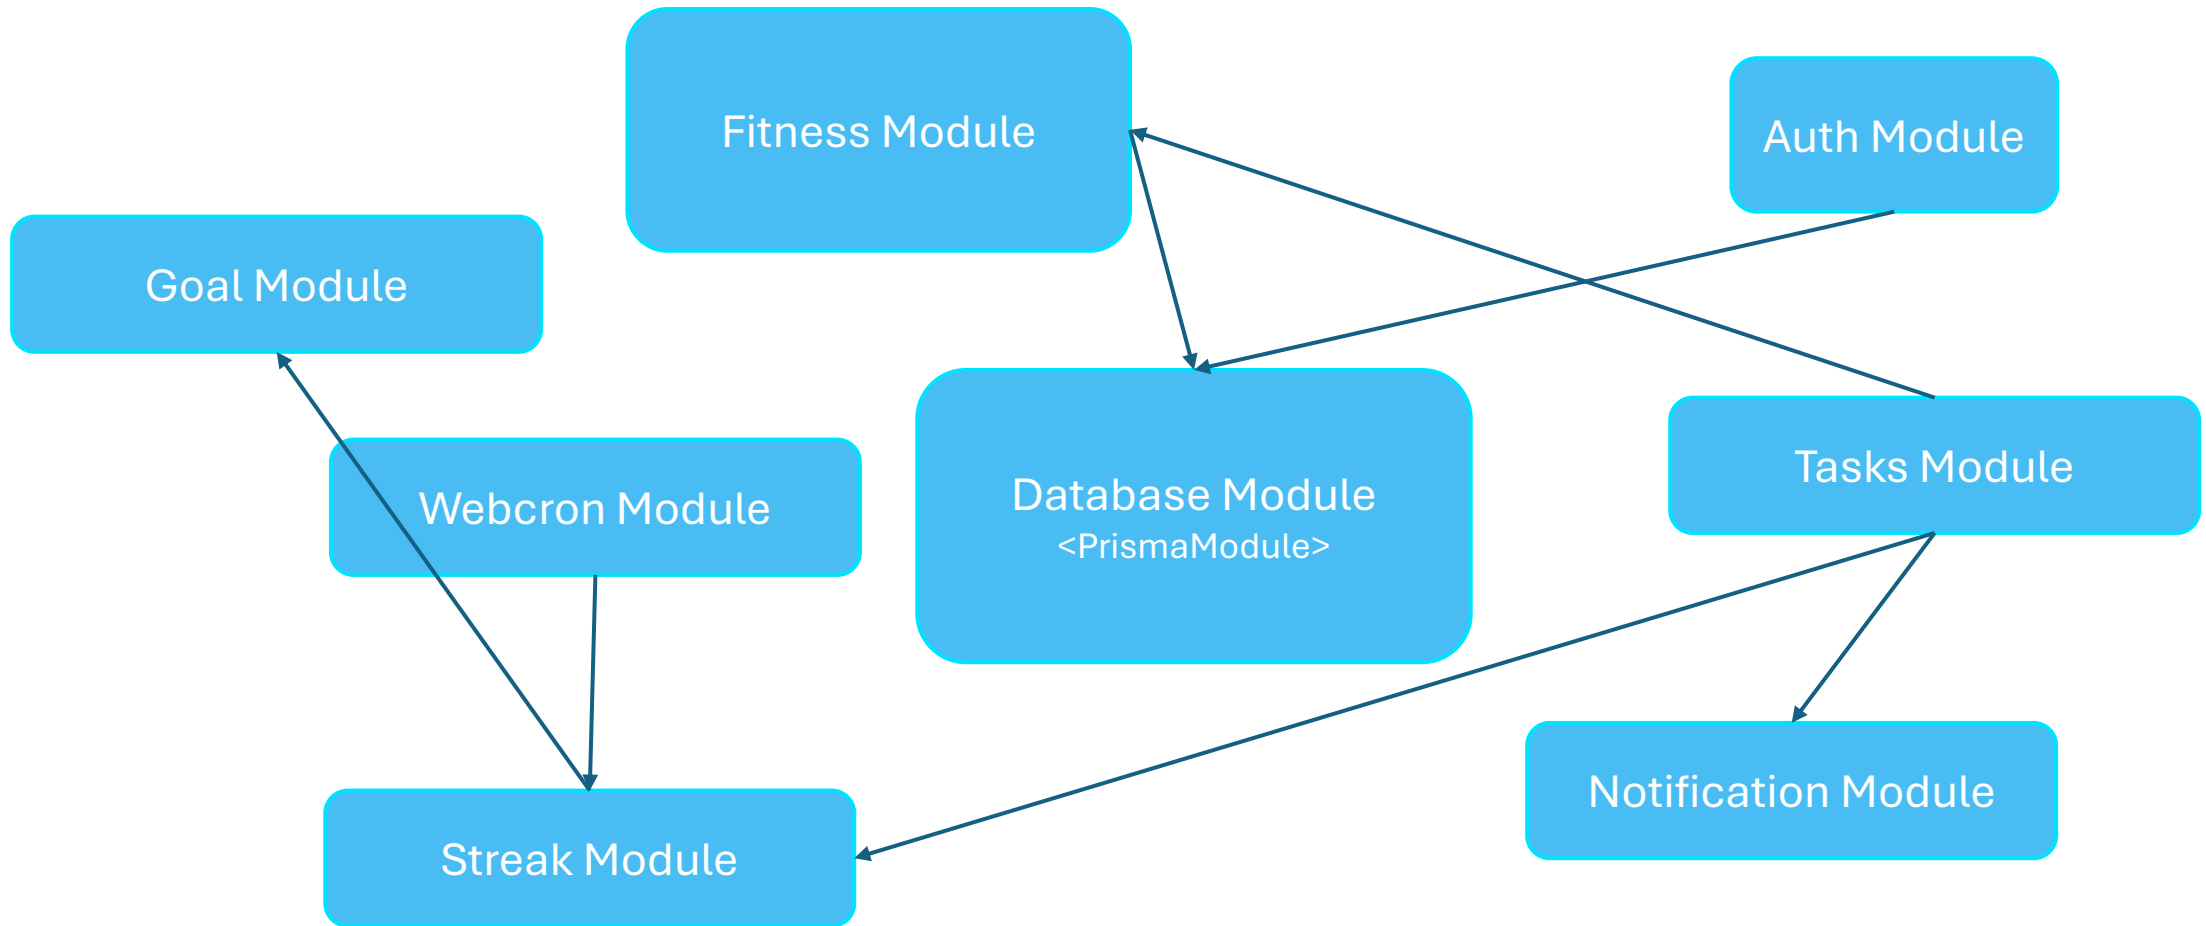 Fitness Module
Auth Module
Goal Module
Webcron Module
Database Module
<PrismaModule>
Tasks Module
Notification Module
Streak Module